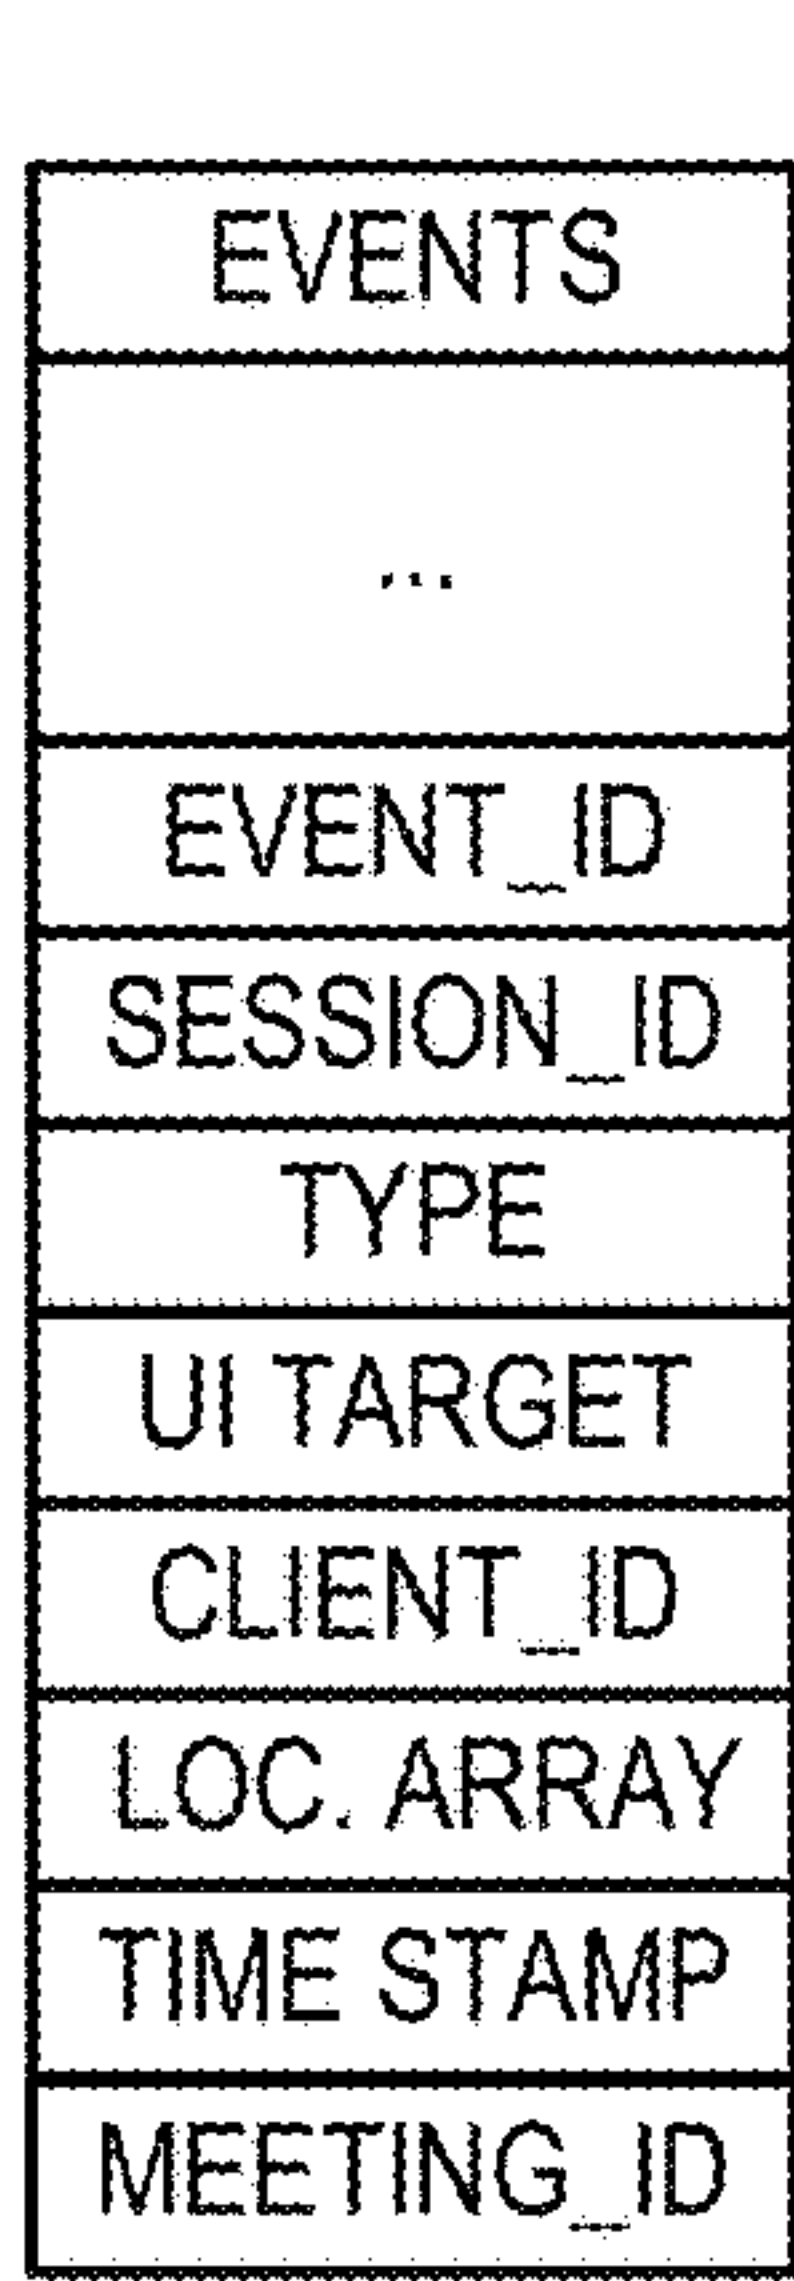 EVENTS
...
EVENT_ID
SESSION_ID
TYPE
UI TARGET
CLIENT_ID
LOC. ARRAY
TIME STAMP
MEETING_ID